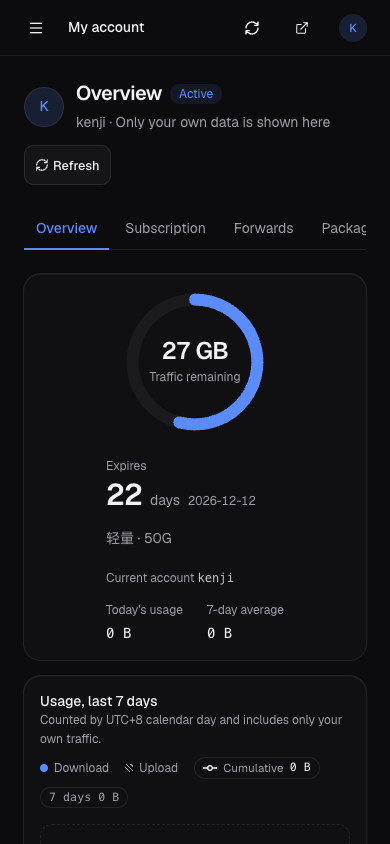 My account
K
K
Overview Active
kenji · Only your own data is shown here
Refresh
Overview Subscription Forwards Packag
27 GB
Traffic remaining
Expires
22 days 2026-12-12
轻量 · 50G
Current account kenji
Today's usage 7-day average
0 B 0 B
Usage, last 7 days
Counted by UTC+8 calendar day and includes only your
own traffic.
Download Upload Cumulative 0 B
7 days 0 B